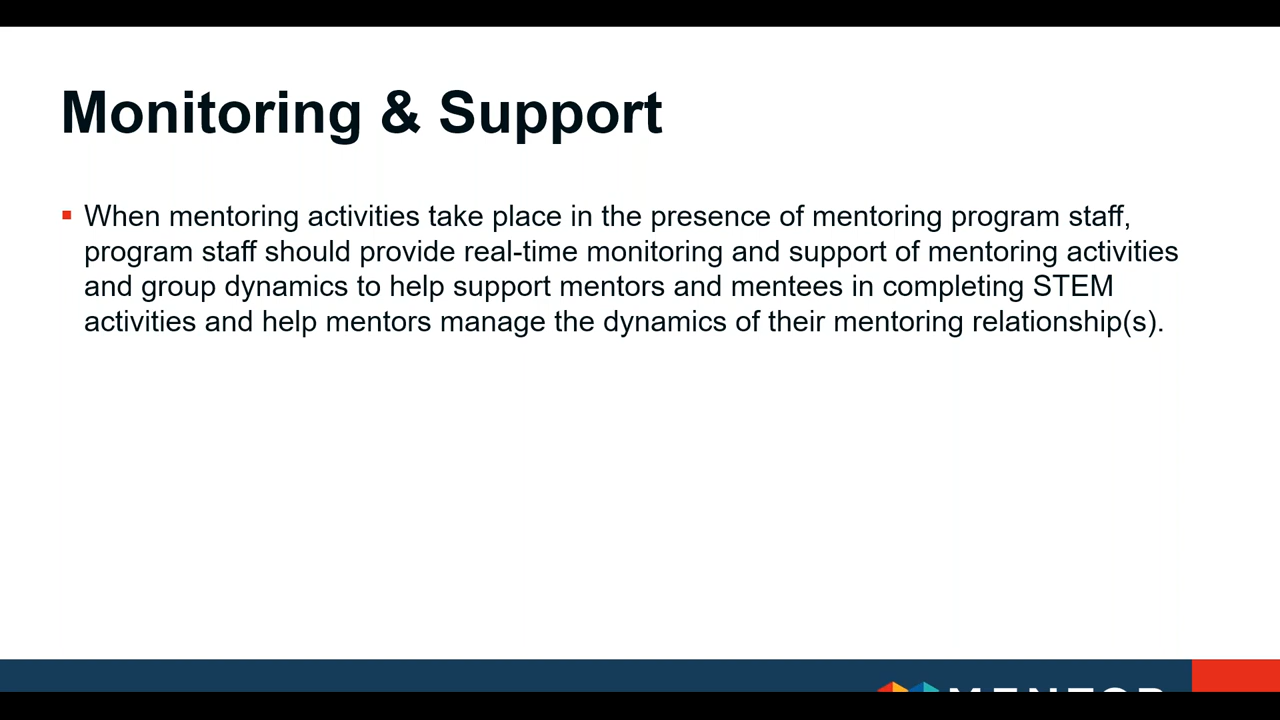 Monitoring & Support
▪ When mentoring activities take place in the presence of mentoring program staff,
program staff should provide real-time monitoring and support of mentoring activities
and group dynamics to help support mentors and mentees in completing STEM
activities and help mentors manage the dynamics of their mentoring relationship(s).
MENTOR